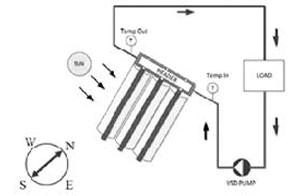 Temp Out
T
SUN
HEADER
Temp In
T
LOAD
W
N
S
E
VSD PUMP